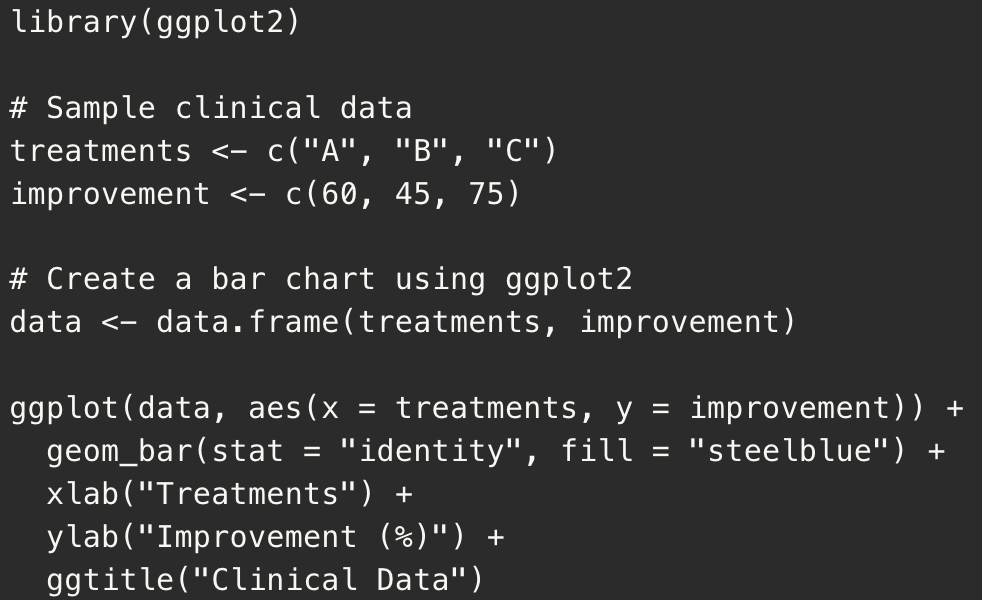 library(ggplot2)
# Sample clinical data
treatments <- c("A", "B", "C")
improvement <- c(60, 45, 75)
# Create a bar chart using ggplot2
data <- data.frame(treatments, improvement)
ggplot(data, aes(x = treatments, y = improvement)) +
  geom_bar(stat = "identity", fill = "steelblue") +
  xlab("Treatments") +
  ylab("Improvement (%)") +
  ggtitle("Clinical Data")